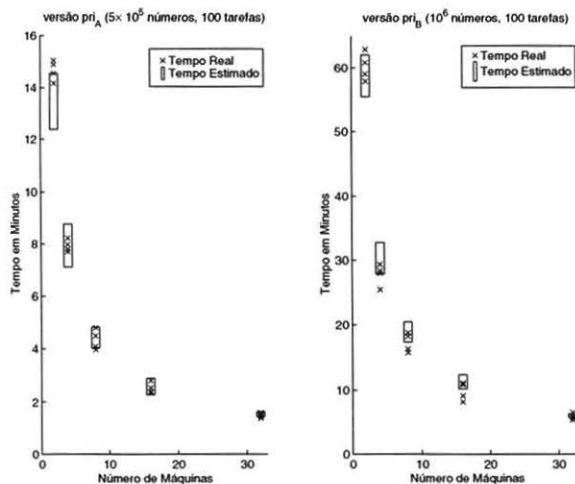 versão pri_A (5× 10^5 números, 100 tarefas)
× Tempo Real
Tempo Estimado
Tempo em Minutos
16
14
12
10
8
6
4
2
0
0 10 20 30
Número de Máquinas
versão pri_B (10^6 números, 100 tarefas)
× Tempo Real
Tempo Estimado
Tempo em Minutos
60
50
40
30
20
10
0
0 10 20 30
Número de Máquinas